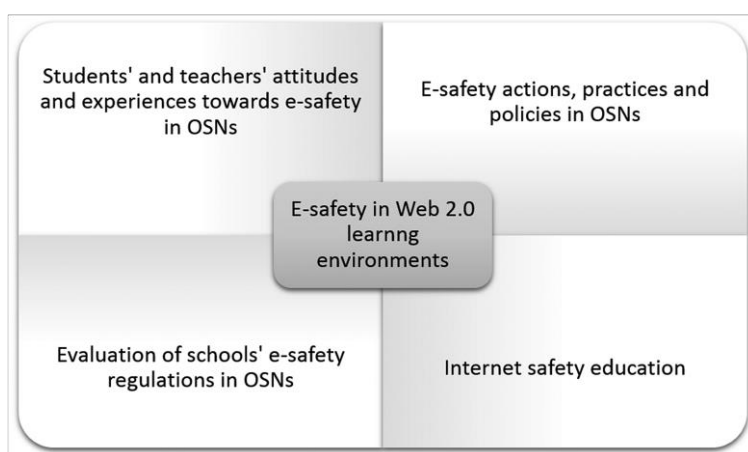 Students' and teachers' attitudes
and experiences towards e-safety
in OSNs
E-safety actions, practices and
policies in OSNs
E-safety in Web 2.0
learnng
environments
Evaluation of schools' e-safety
regulations in OSNs
Internet safety education